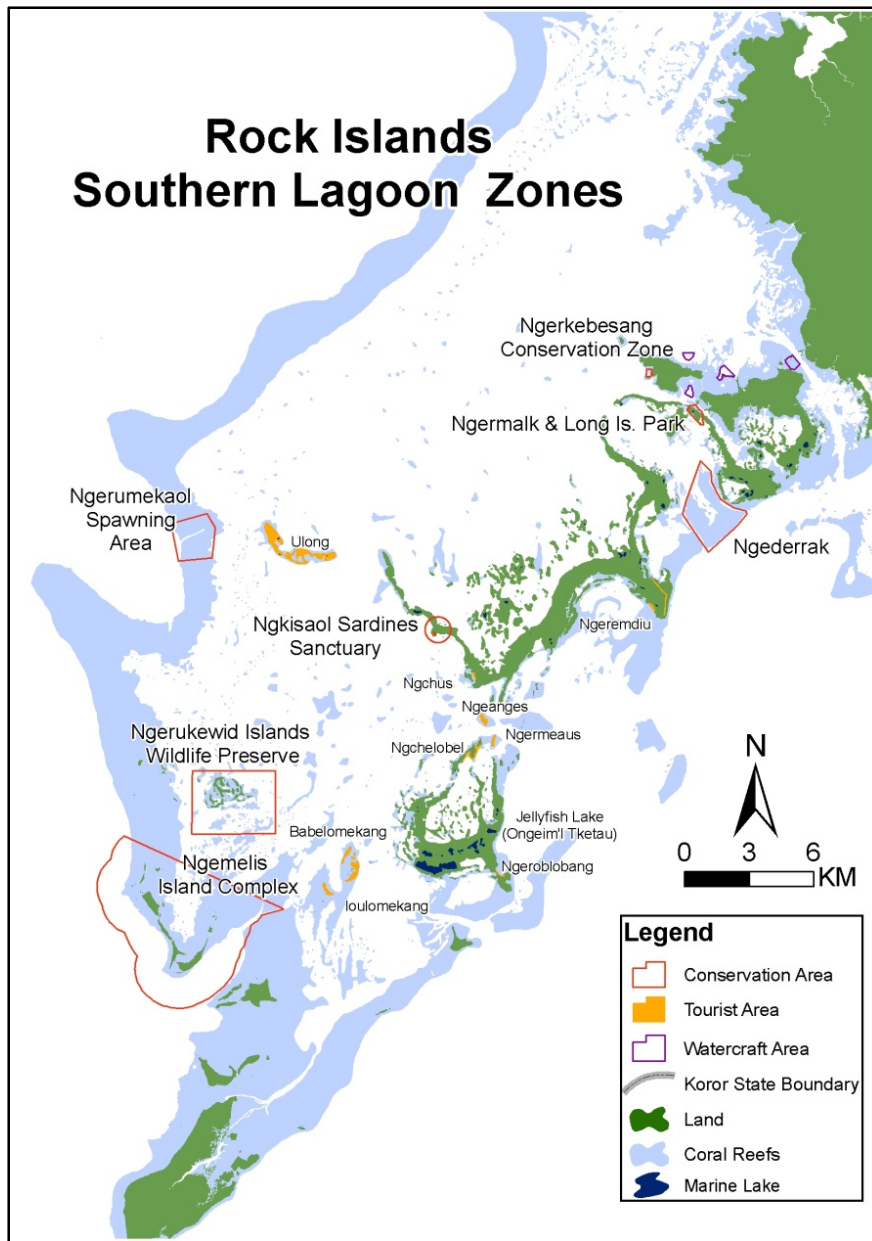 Rock Islands
Southern Lagoon Zones
Ngerkebesang
Conservation Zone
Ngermalk & Long Is. Park
Ngerumekaol
Spawning
Area
Ulong
Ngederrak
Ngkisaol Sardines
Sanctuary
Ngeremdiu
Ngchus
Ngeanges
Ngermeaus
Ngchelobel
Ngerukewid Islands
Wildlife Preserve
N
Jellyfish Lake
(Ongeim'l Tketau)
Babelomekang
Ngemelis
Island Complex
Ngeroblobang
Ioulomekang
0 3 6
KM
Legend
Conservation Area
Tourist Area
Watercraft Area
Koror State Boundary
Land
Coral Reefs
Marine Lake